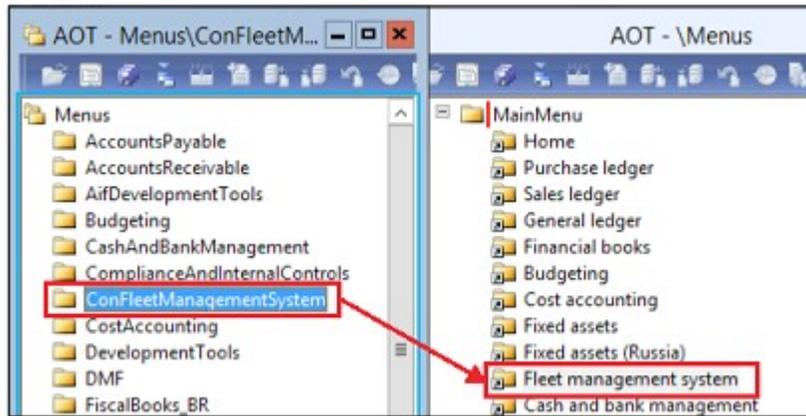 AOT - Menus\ConFleetM...
Menus
AccountsPayable
AccountsReceivable
AifDevelopmentTools
Budgeting
CashAndBankManagement
ComplianceAndInternalControls
ConFleetManagementSystem
CostAccounting
DevelopmentTools
DMF
FiscalBooks_BR
AOT - \Menus
MainMenu
Home
Purchase ledger
Sales ledger
General ledger
Financial books
Budgeting
Cost accounting
Fixed assets
Fixed assets (Russia)
Fleet management system
Cash and bank management